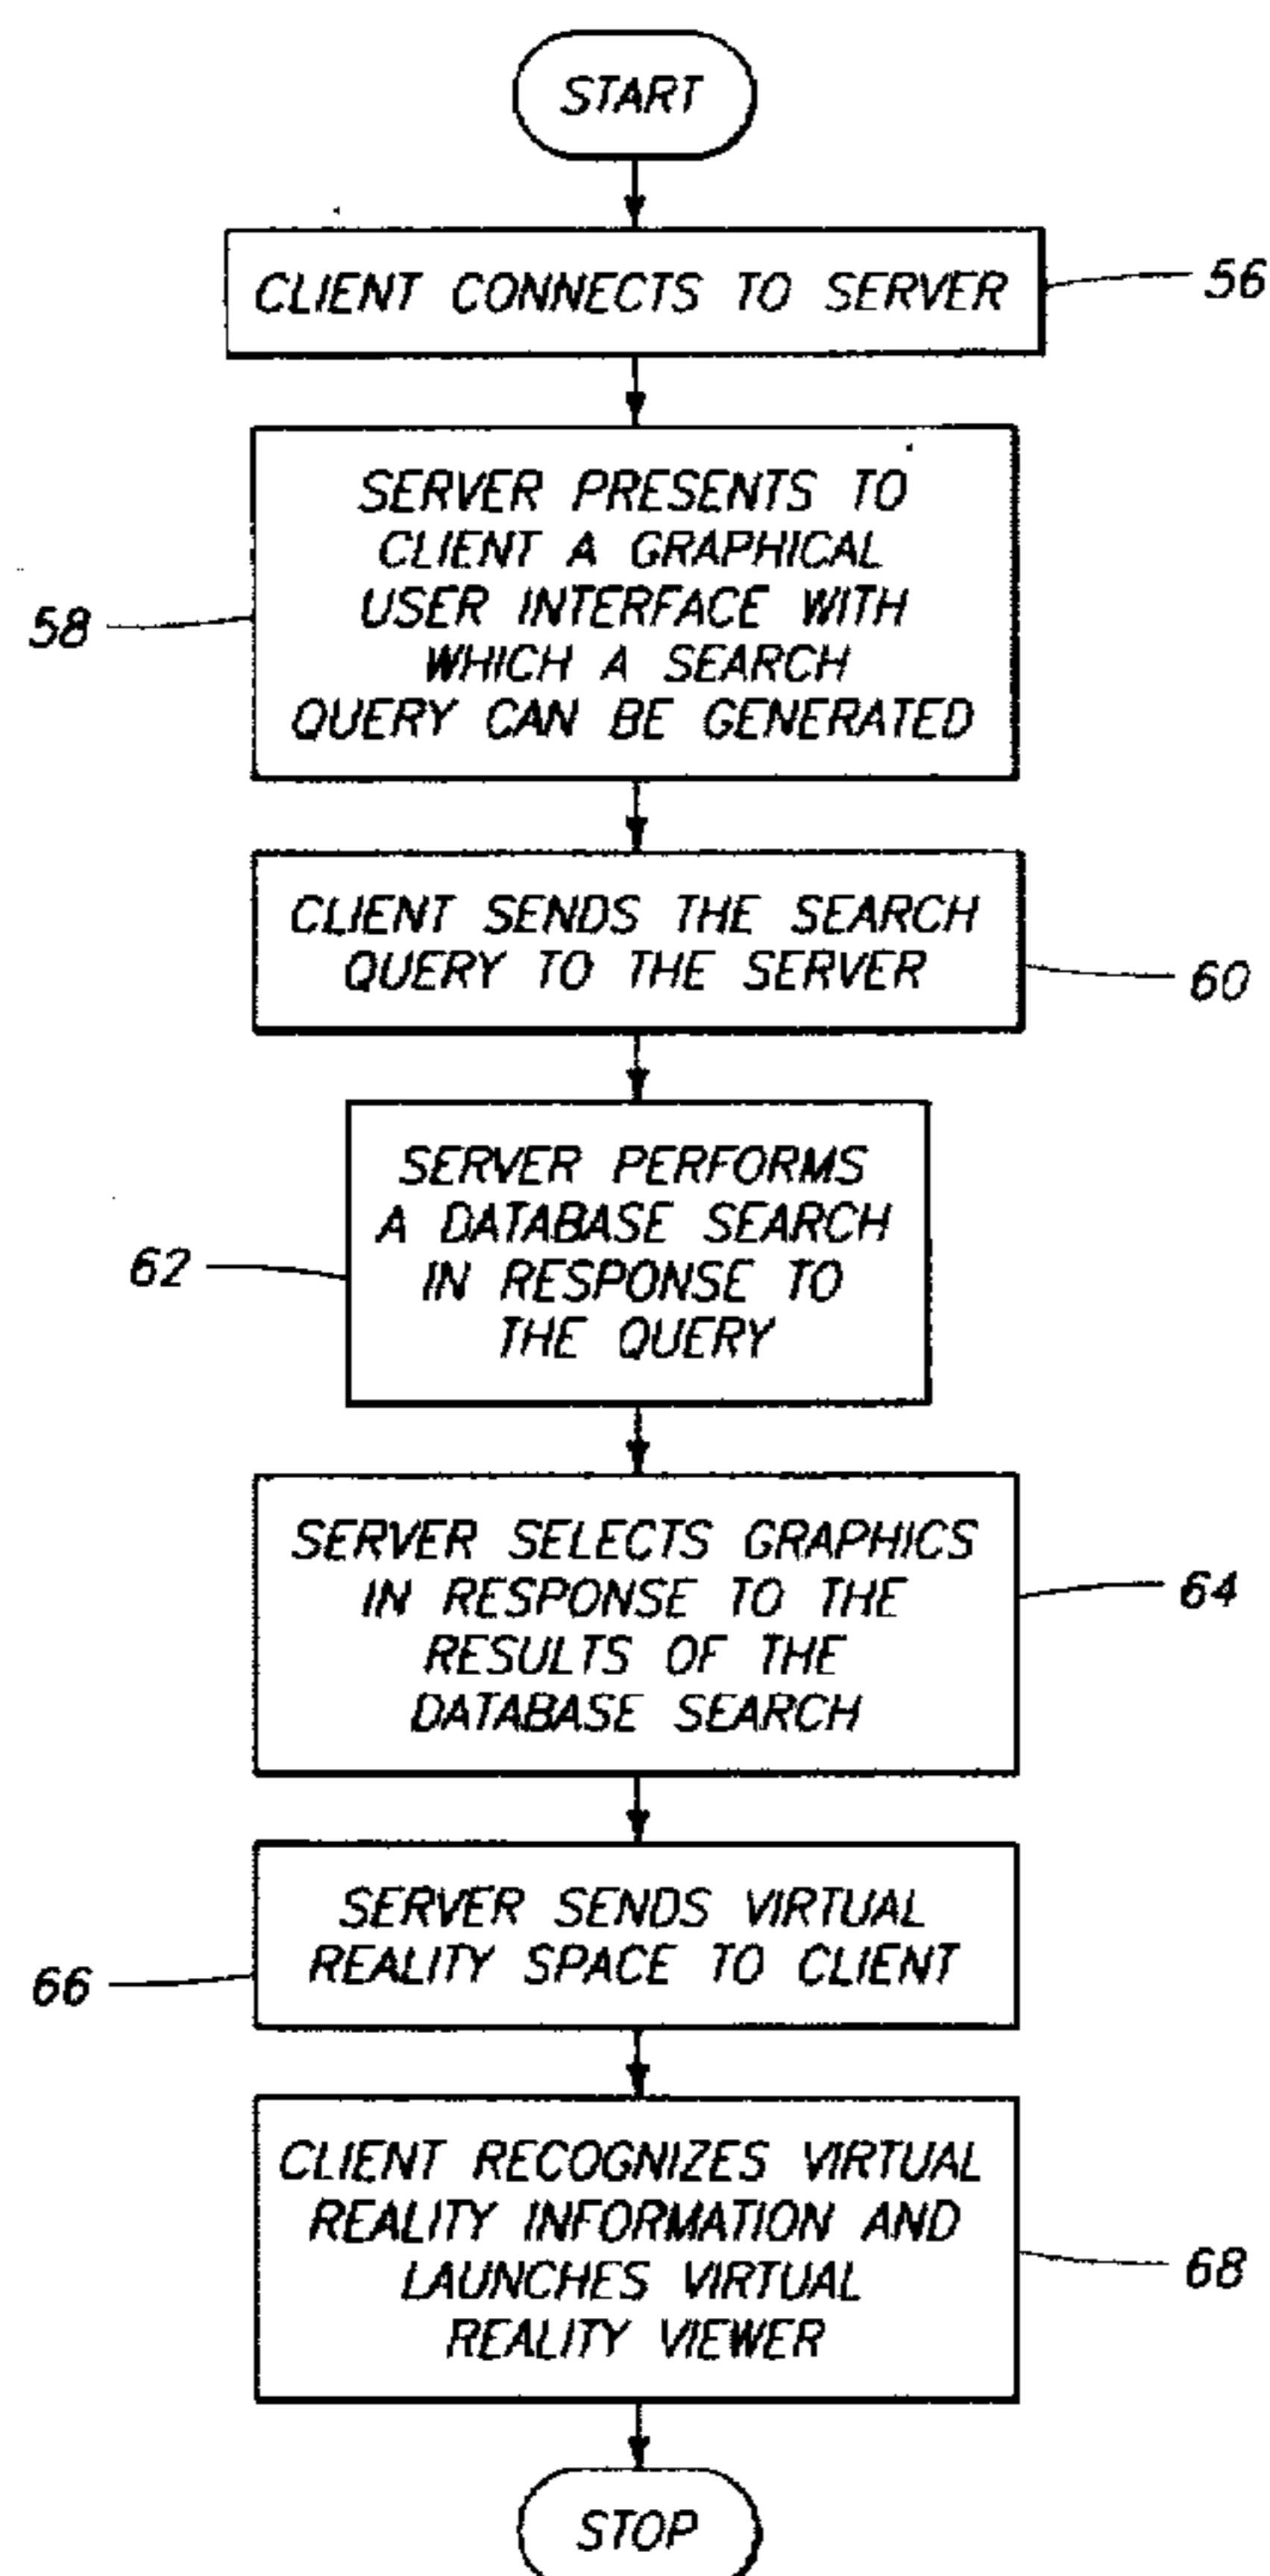 START
CLIENT CONNECTS TO SERVER
56
SERVER PRESENTS TO
CLIENT A GRAPHICAL
USER INTERFACE WITH
WHICH A SEARCH
QUERY CAN BE GENERATED
58
CLIENT SENDS THE SEARCH
QUERY TO THE SERVER
60
SERVER PERFORMS
A DATABASE SEARCH
IN RESPONSE TO
THE QUERY
62
SERVER SELECTS GRAPHICS
IN RESPONSE TO THE
RESULTS OF THE
DATABASE SEARCH
64
SERVER SENDS VIRTUAL
REALITY SPACE TO CLIENT
66
CLIENT RECOGNIZES VIRTUAL
REALITY INFORMATION AND
LAUNCHES VIRTUAL
REALITY VIEWER
68
STOP